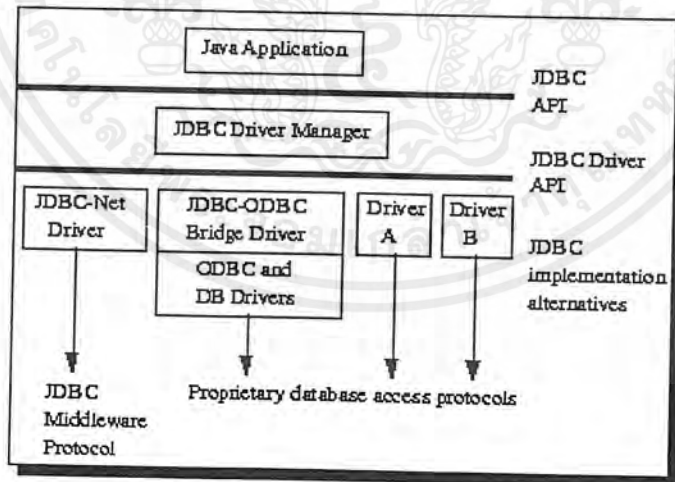 Java Application
JDBC
API
JDBC Driver Manager
JDBC Driver
API
JDBC-Net
Driver
JDBC-ODBC
Bridge Driver
ODBC and
DB Drivers
Driver
A
Driver
B
JDBC
implementation
alternatives
JDBC
Middleware
Protocol
Proprietary database access protocols